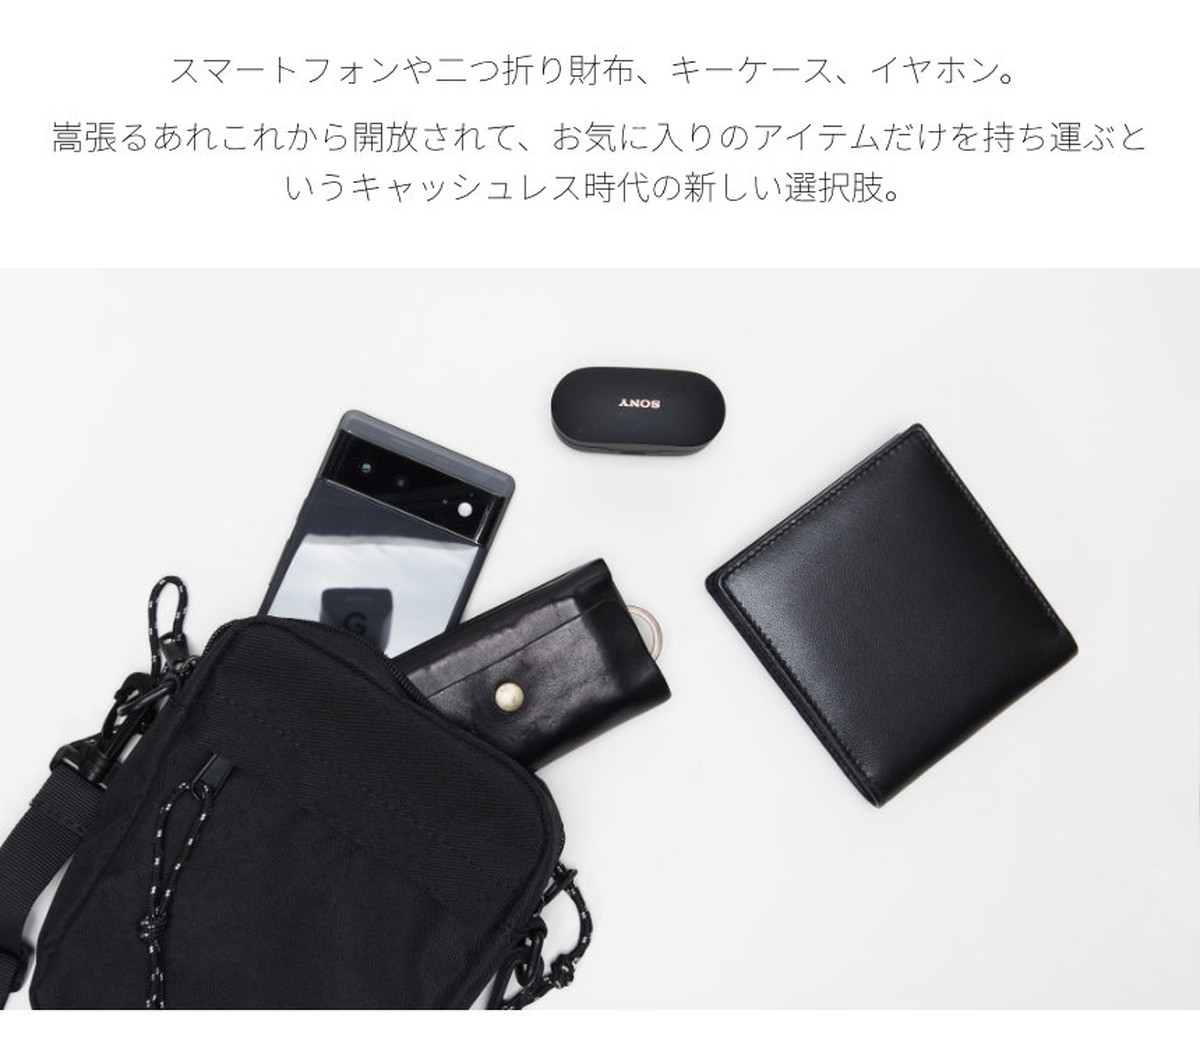 スマートフォンや二つ折り財布、キーケース、イヤホン。
嵩張るあれこれから開放されて、お気に入りのアイテムだけを持ち運ぶと
いうキャッシュレス時代の新しい選択肢。
SONY
G